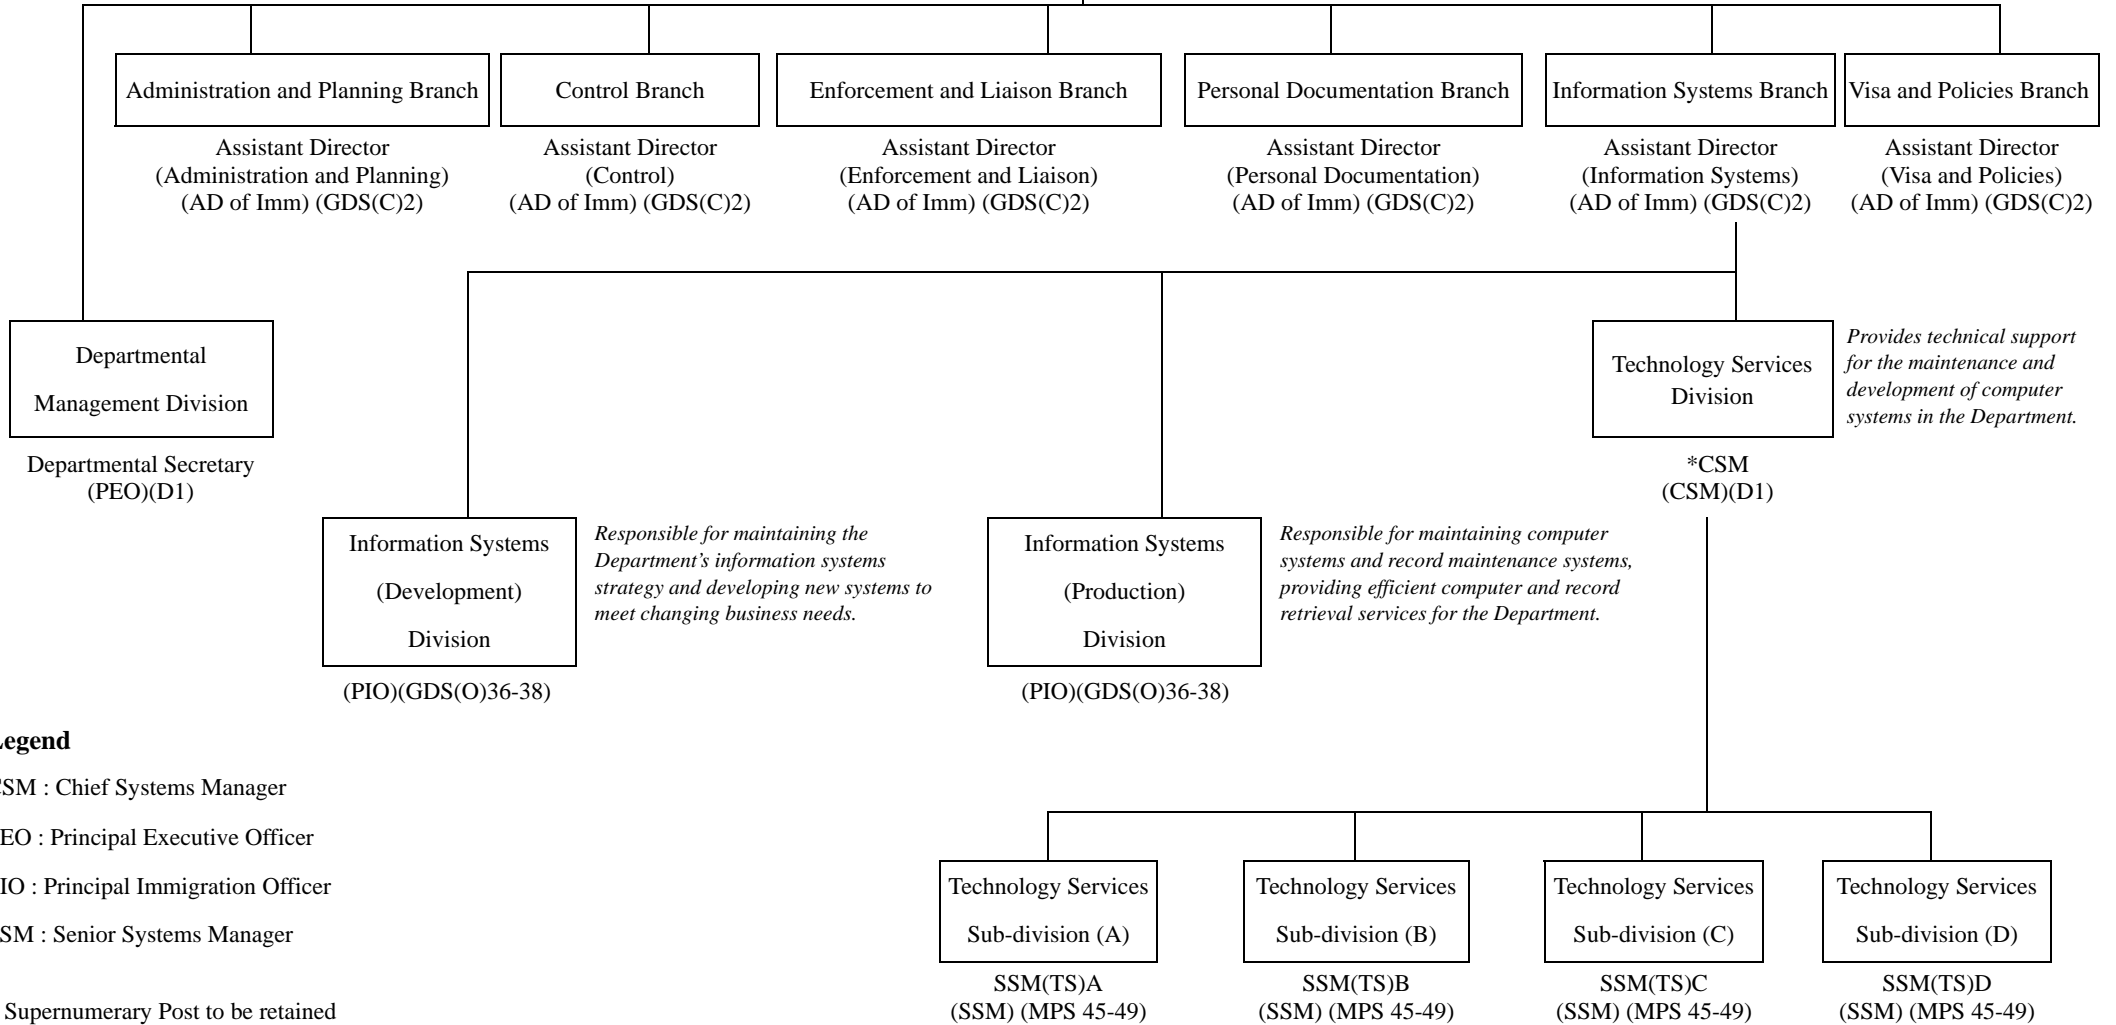 Administration and Planning Branch
Control Branch
Enforcement and Liaison Branch
Personal Documentation Branch
Information Systems Branch
Visa and Policies Branch
Assistant Director
(Administration and Planning)
(AD of Imm) (GDS(C)2)
Assistant Director
(Control)
(AD of Imm) (GDS(C)2)
Assistant Director
(Enforcement and Liaison)
(AD of Imm) (GDS(C)2)
Assistant Director
(Personal Documentation)
(AD of Imm) (GDS(C)2)
Assistant Director
(Information Systems)
(AD of Imm) (GDS(C)2)
Assistant Director
(Visa and Policies)
(AD of Imm) (GDS(C)2)
Departmental
Management Division
Departmental Secretary
(PEO)(D1)
Technology Services
Division
*CSM
(CSM)(D1)
Provides technical support
for the maintenance and
development of computer
systems in the Department.
Information Systems
(Development)
Division
(PIO)(GDS(O)36-38)
Responsible for maintaining the
Department's information systems
strategy and developing new systems to
meet changing business needs.
Information Systems
(Production)
Division
(PIO)(GDS(O)36-38)
Responsible for maintaining computer
systems and record maintenance systems,
providing efficient computer and record
retrieval services for the Department.
Legend
CSM : Chief Systems Manager
EO : Principal Executive Officer
IO : Principal Immigration Officer
SM : Senior Systems Manager
Supernumerary Post to be retained
Technology Services
Sub-division (A)
SSM(TS)A
(SSM) (MPS 45-49)
Technology Services
Sub-division (B)
SSM(TS)B
(SSM) (MPS 45-49)
Technology Services
Sub-division (C)
SSM(TS)C
(SSM) (MPS 45-49)
Technology Services
Sub-division (D)
SSM(TS)D
(SSM) (MPS 45-49)